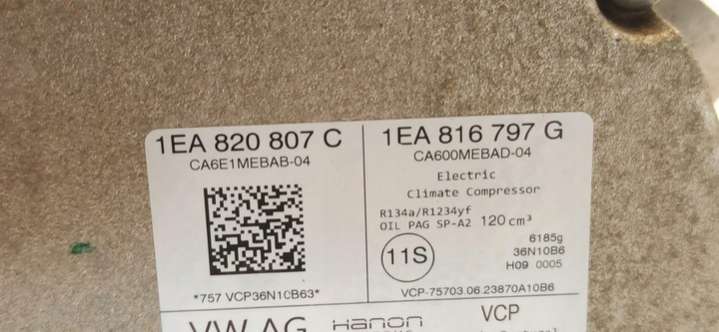 1EA 820 807 C
CA6E1MEBAB-04
*757 VCP36N10B63*
1EA 816 797 G
CA600MEBAD-04
Electric
Climate Compressor
R134a/R1234yf
OIL PAG SP-A2 120 cm³
11S
6185g
36N10B6
H09 0005
VCP-75703.06.23870A10B6
VW AG
Hanon
VCP